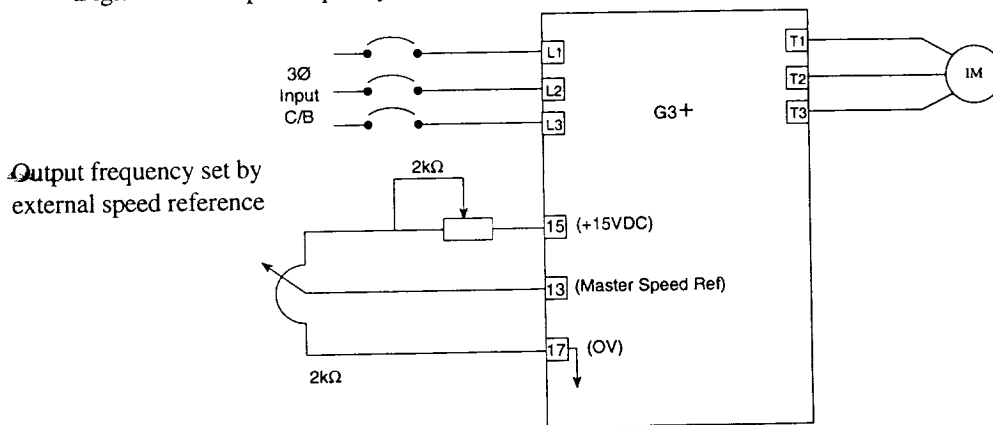 3Ø
Input
C/B
L1
L2
L3
T1
T2
T3
IM
G3+
Output frequency set by
external speed reference
2kΩ
15 (+15VDC)
13 (Master Speed Ref)
17 (OV)
2kΩ